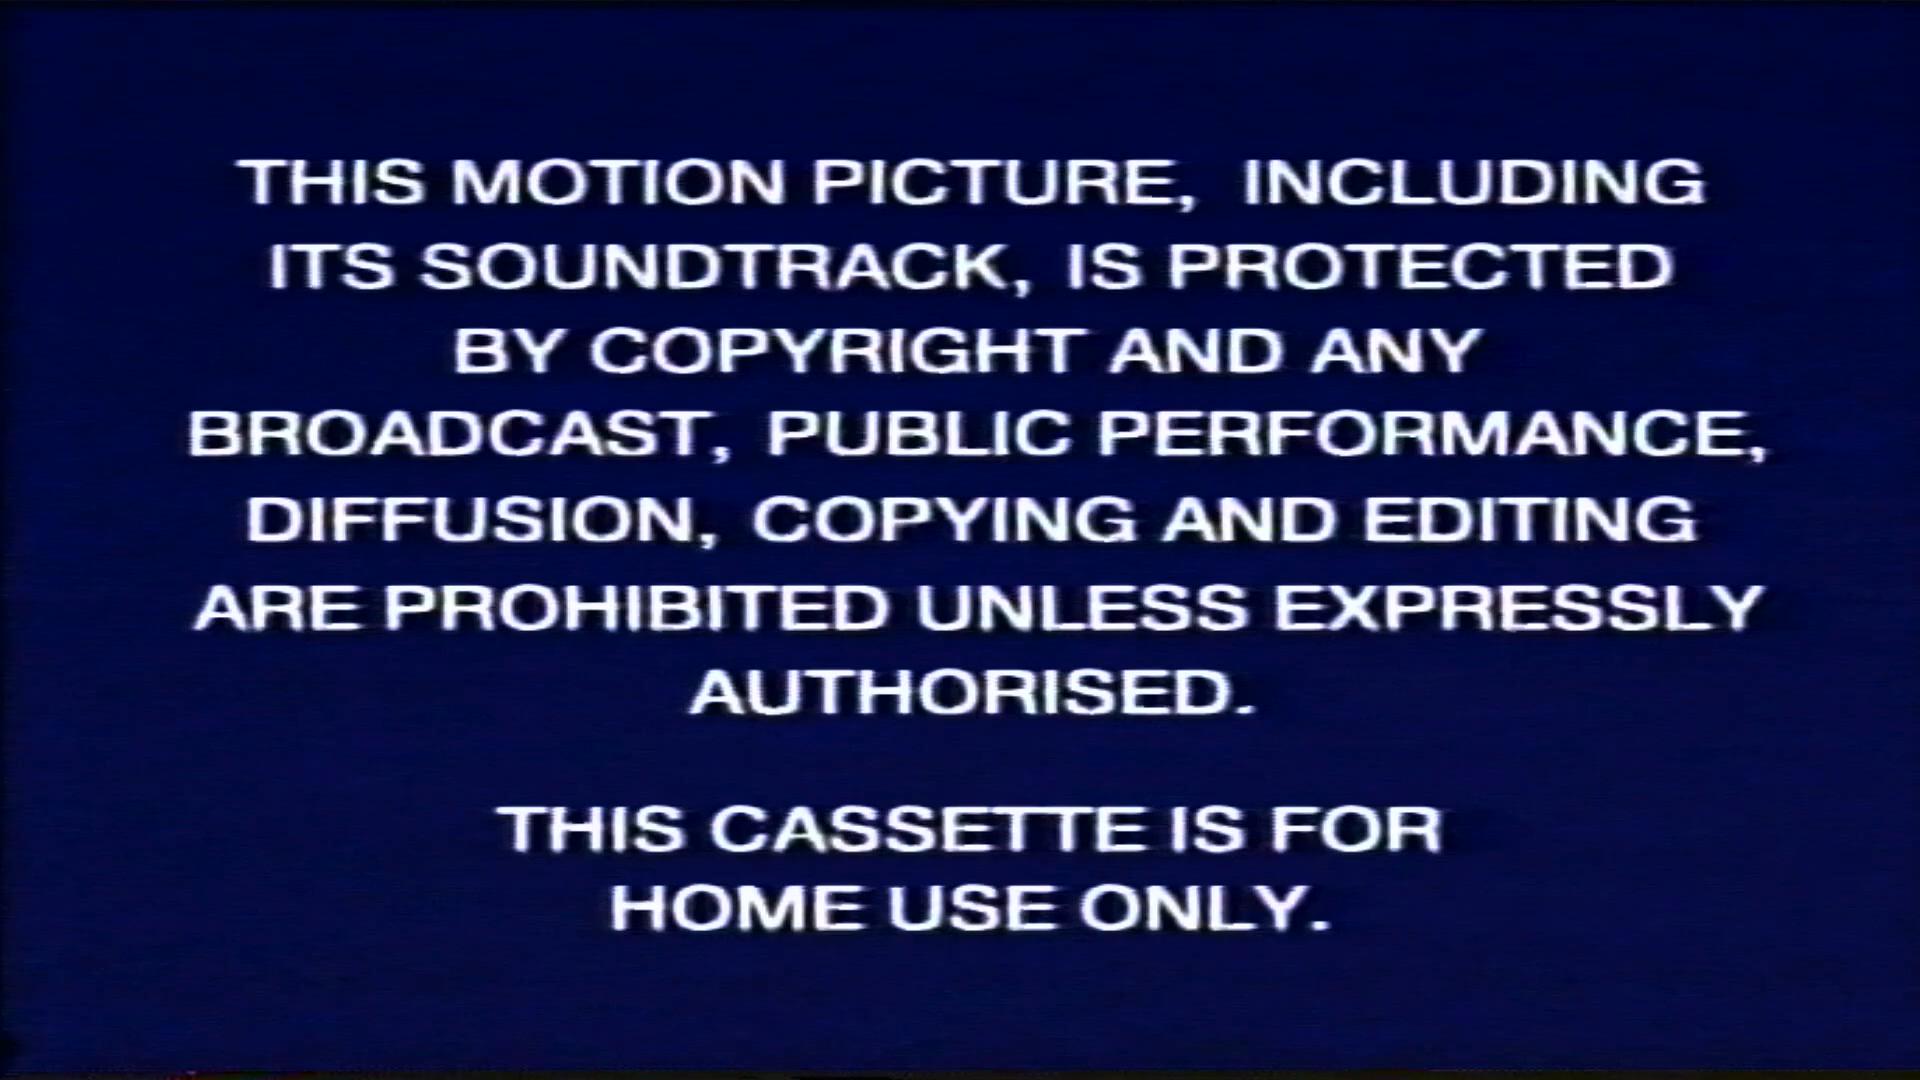 THIS MOTION PICTURE, INCLUDING
ITS SOUNDTRACK, IS PROTECTED
BY COPYRIGHT AND ANY
BROADCAST, PUBLIC PERFORMANCE,
DIFFUSION, COPYING AND EDITING
ARE PROHIBITED UNLESS EXPRESSLY
AUTHORISED.
THIS CASSETTE IS FOR
HOME USE ONLY.